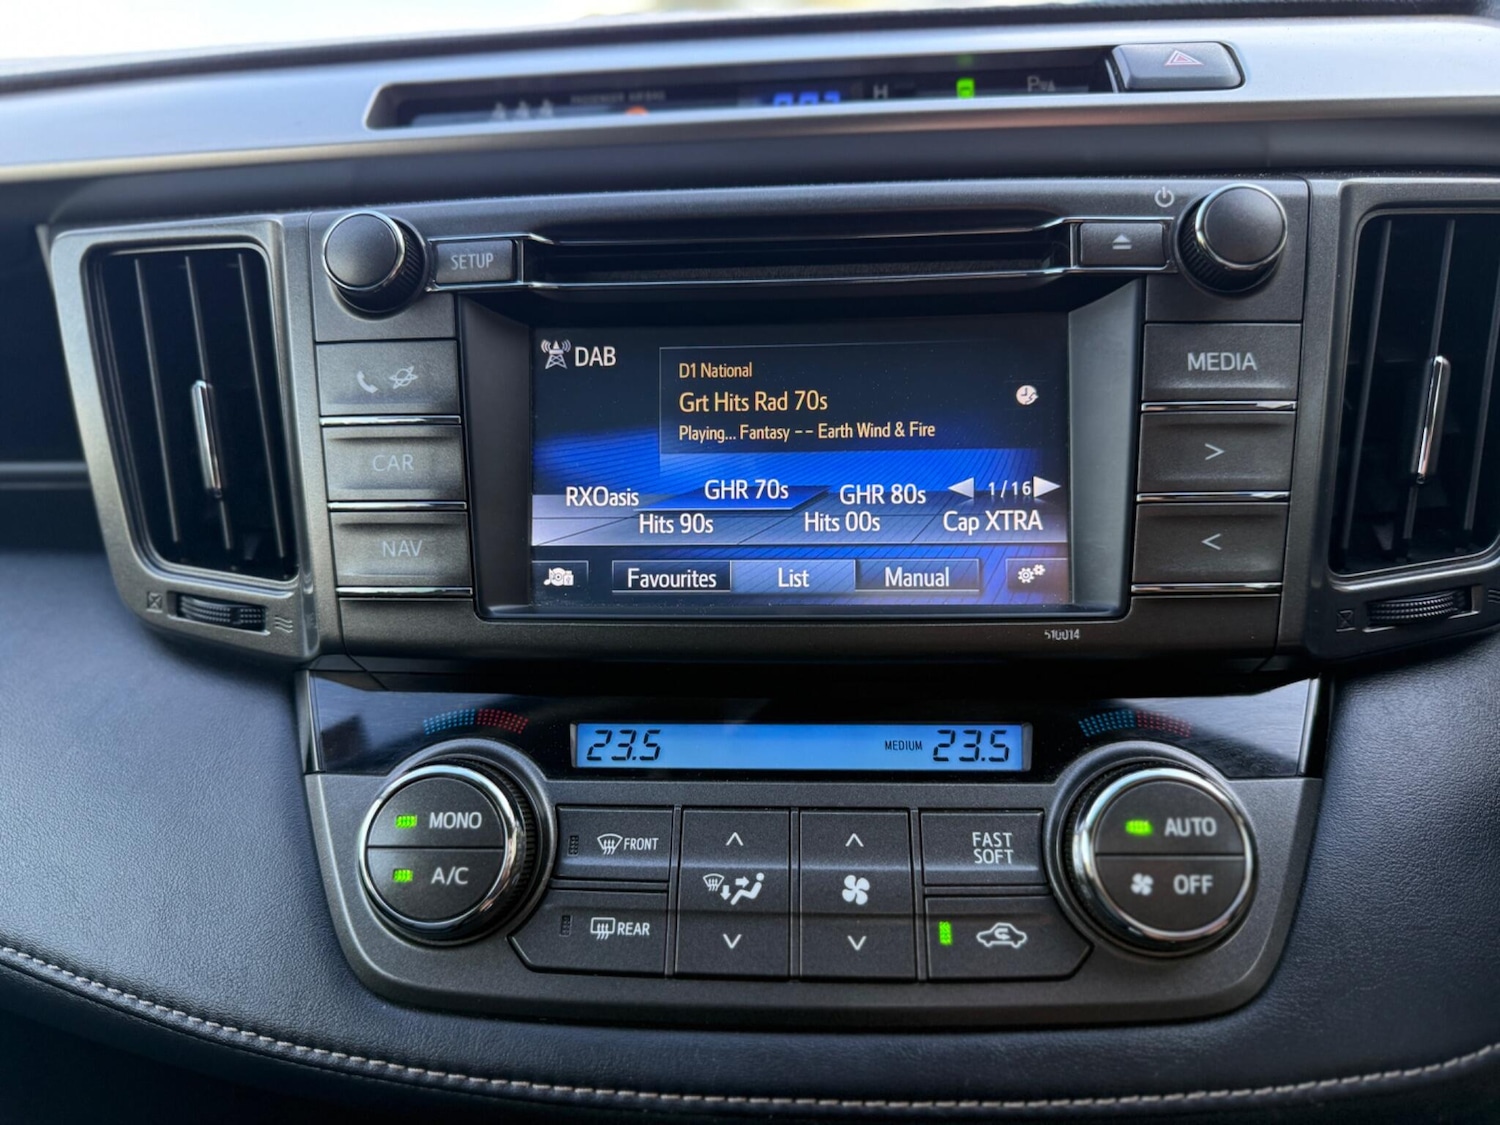 H
SETUP
DAB
D1 National
Grt Hits Rad 70s
Playing... Fantasy -- Earth Wind & Fire
MEDIA
CAR
>
RXOasis GHR 70s GHR 80s 1/16
Hits 90s Hits 00s Cap XTRA
NAV
<
Favourites List Manual
510014
23.5 MEDIUM 23.5
MONO
A/C
FRONT
REAR
FAST
SOFT
AUTO
OFF